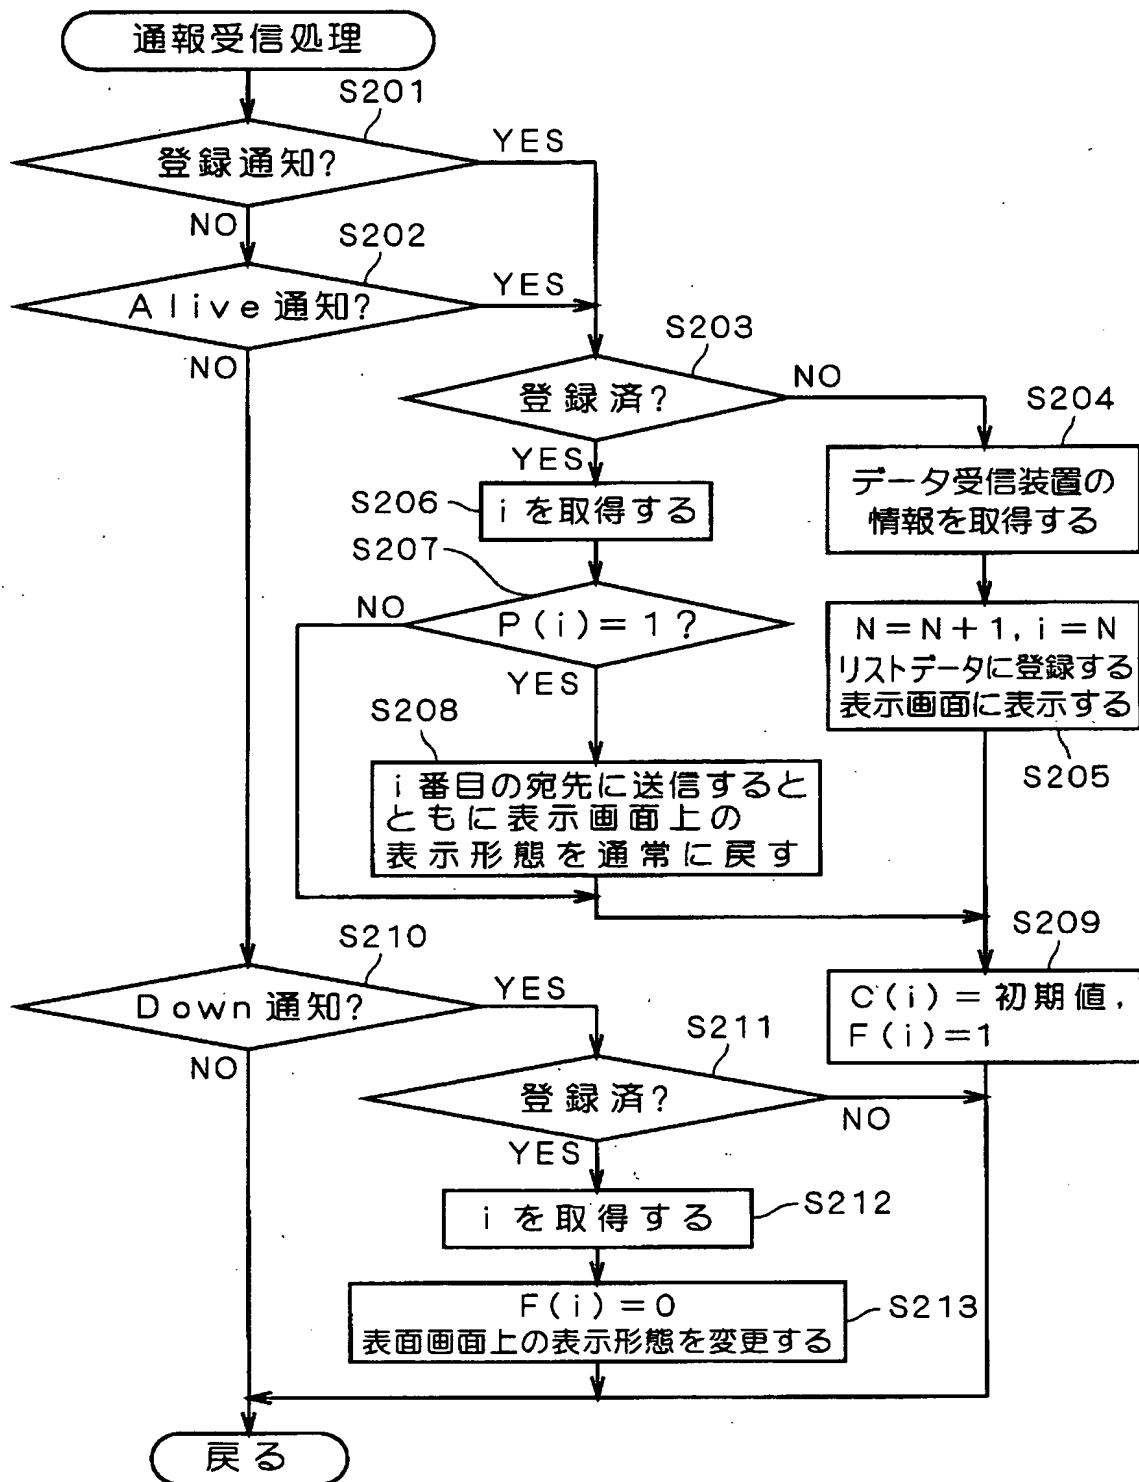 通報受信処理
S201
登録通知?
YES
NO
S202
Alive通知?
YES
NO
S203
登録済?
NO
YES
S204
データ受信装置の
情報を取得する
S206
iを取得する
S207
NO
P(i)=1?
YES
N=N+1, i=N
リストデータに登録する
表示画面に表示する
S205
S208
i番目の宛先に送信すると
ともに表示画面上の
表示形態を通常に戻す
S209
C(i)=初期値,
F(i)=1
S210
Down通知?
YES
NO
S211
登録済?
NO
YES
iを取得する
S212
F(i)=0
表面画面上の表示形態を変更する
S213
戻る